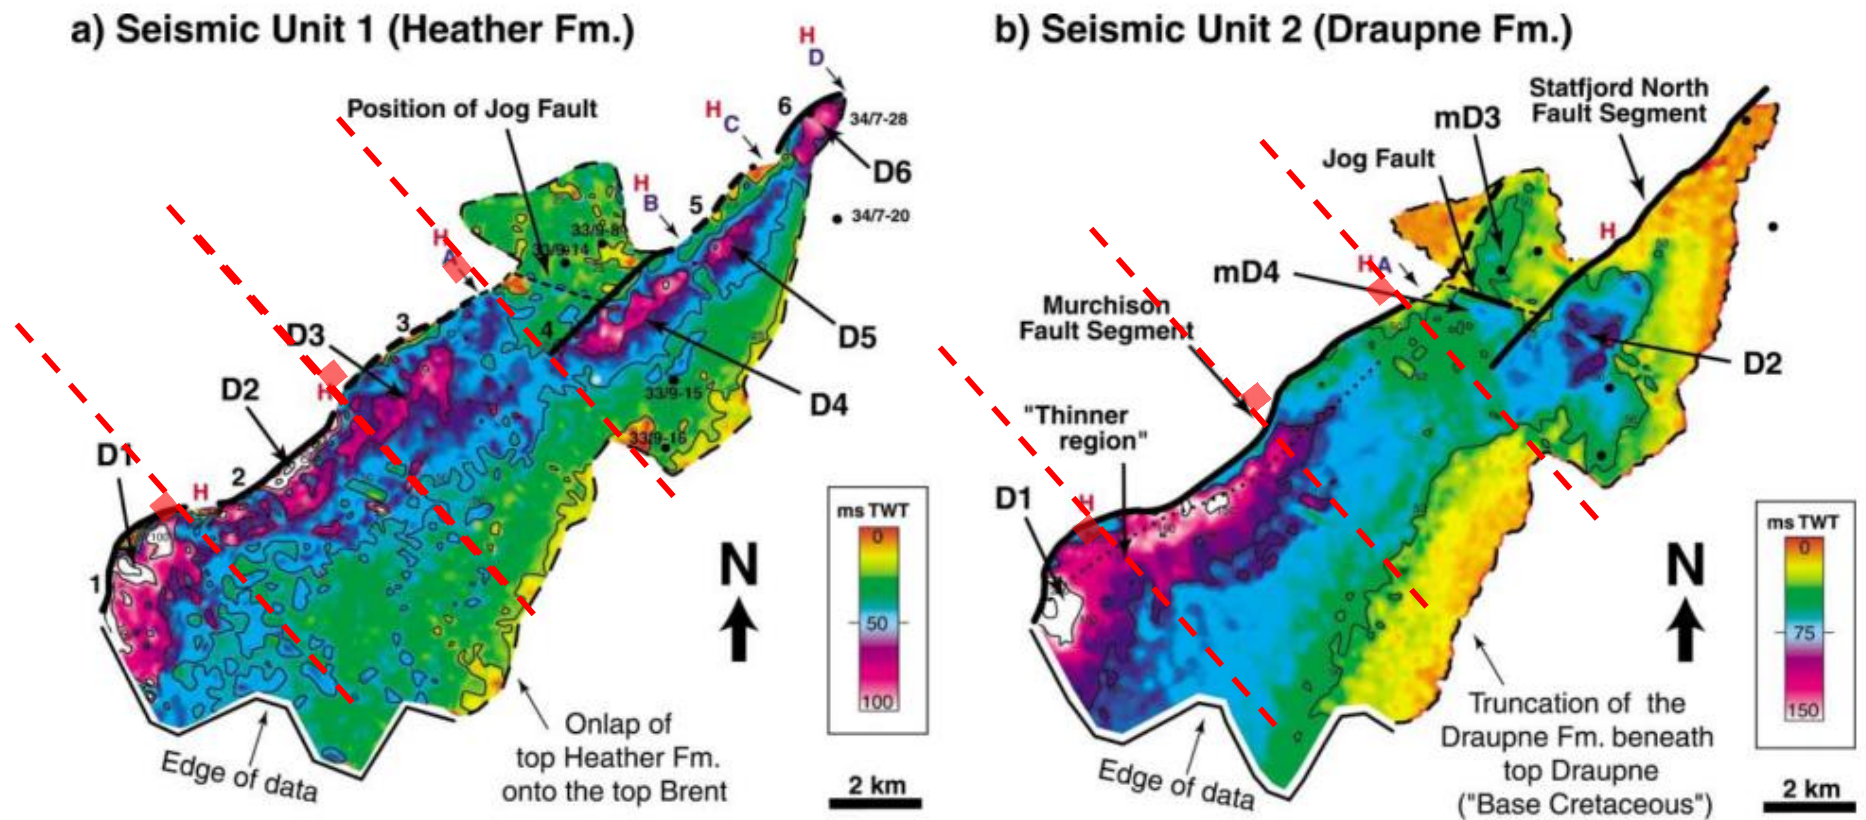 a) Seismic Unit 1 (Heather Fm.)
H
D
6
34/7-28
Position of Jog Fault
H
C
D6
H
B
5
34/7-20
33/9-8
33/9-14
H
A
D3
3
4
D5
D2
33/9-15
D4
D1
2
H
H
33/9-16
100
1
ms TWT
0
50
100
N
Onlap of
top Heather Fm.
onto the top Brent
Edge of data
2 km
b) Seismic Unit 2 (Draupne Fm.)
Statfjord North
Fault Segment
mD3
Jog Fault
H
mD4
H A
Murchison
Fault Segment
D2
"Thinner
region"
D1
H
ms TWT
0
75
150
N
Truncation of the
Draupne Fm. beneath
top Draupne
("Base Cretaceous")
Edge of data
2 km